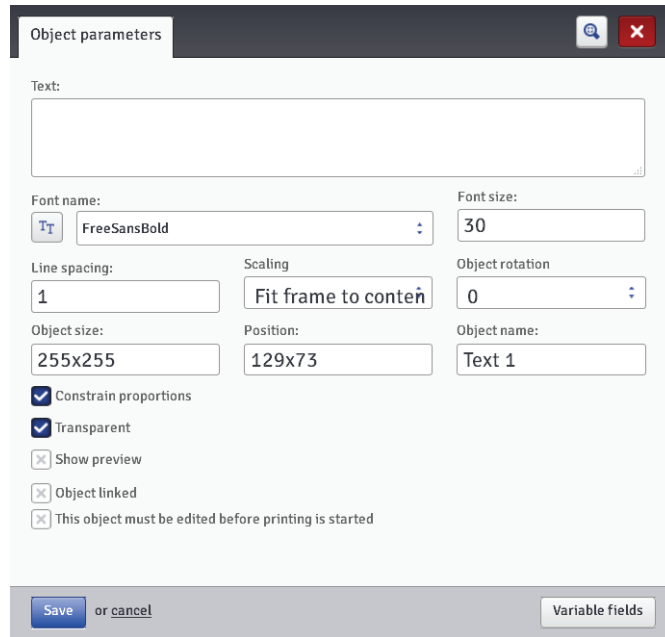 Object parameters
Text:
Font name:
Font size:
TT
FreeSansBold
30
Line spacing:
Scaling
Object rotation
1
Fit frame to conten
0
Object size:
Position:
Object name:
255x255
129x73
Text 1
Constrain proportions
Transparent
Show preview
Object linked
This object must be edited before printing is started
Save or cancel
Variable fields